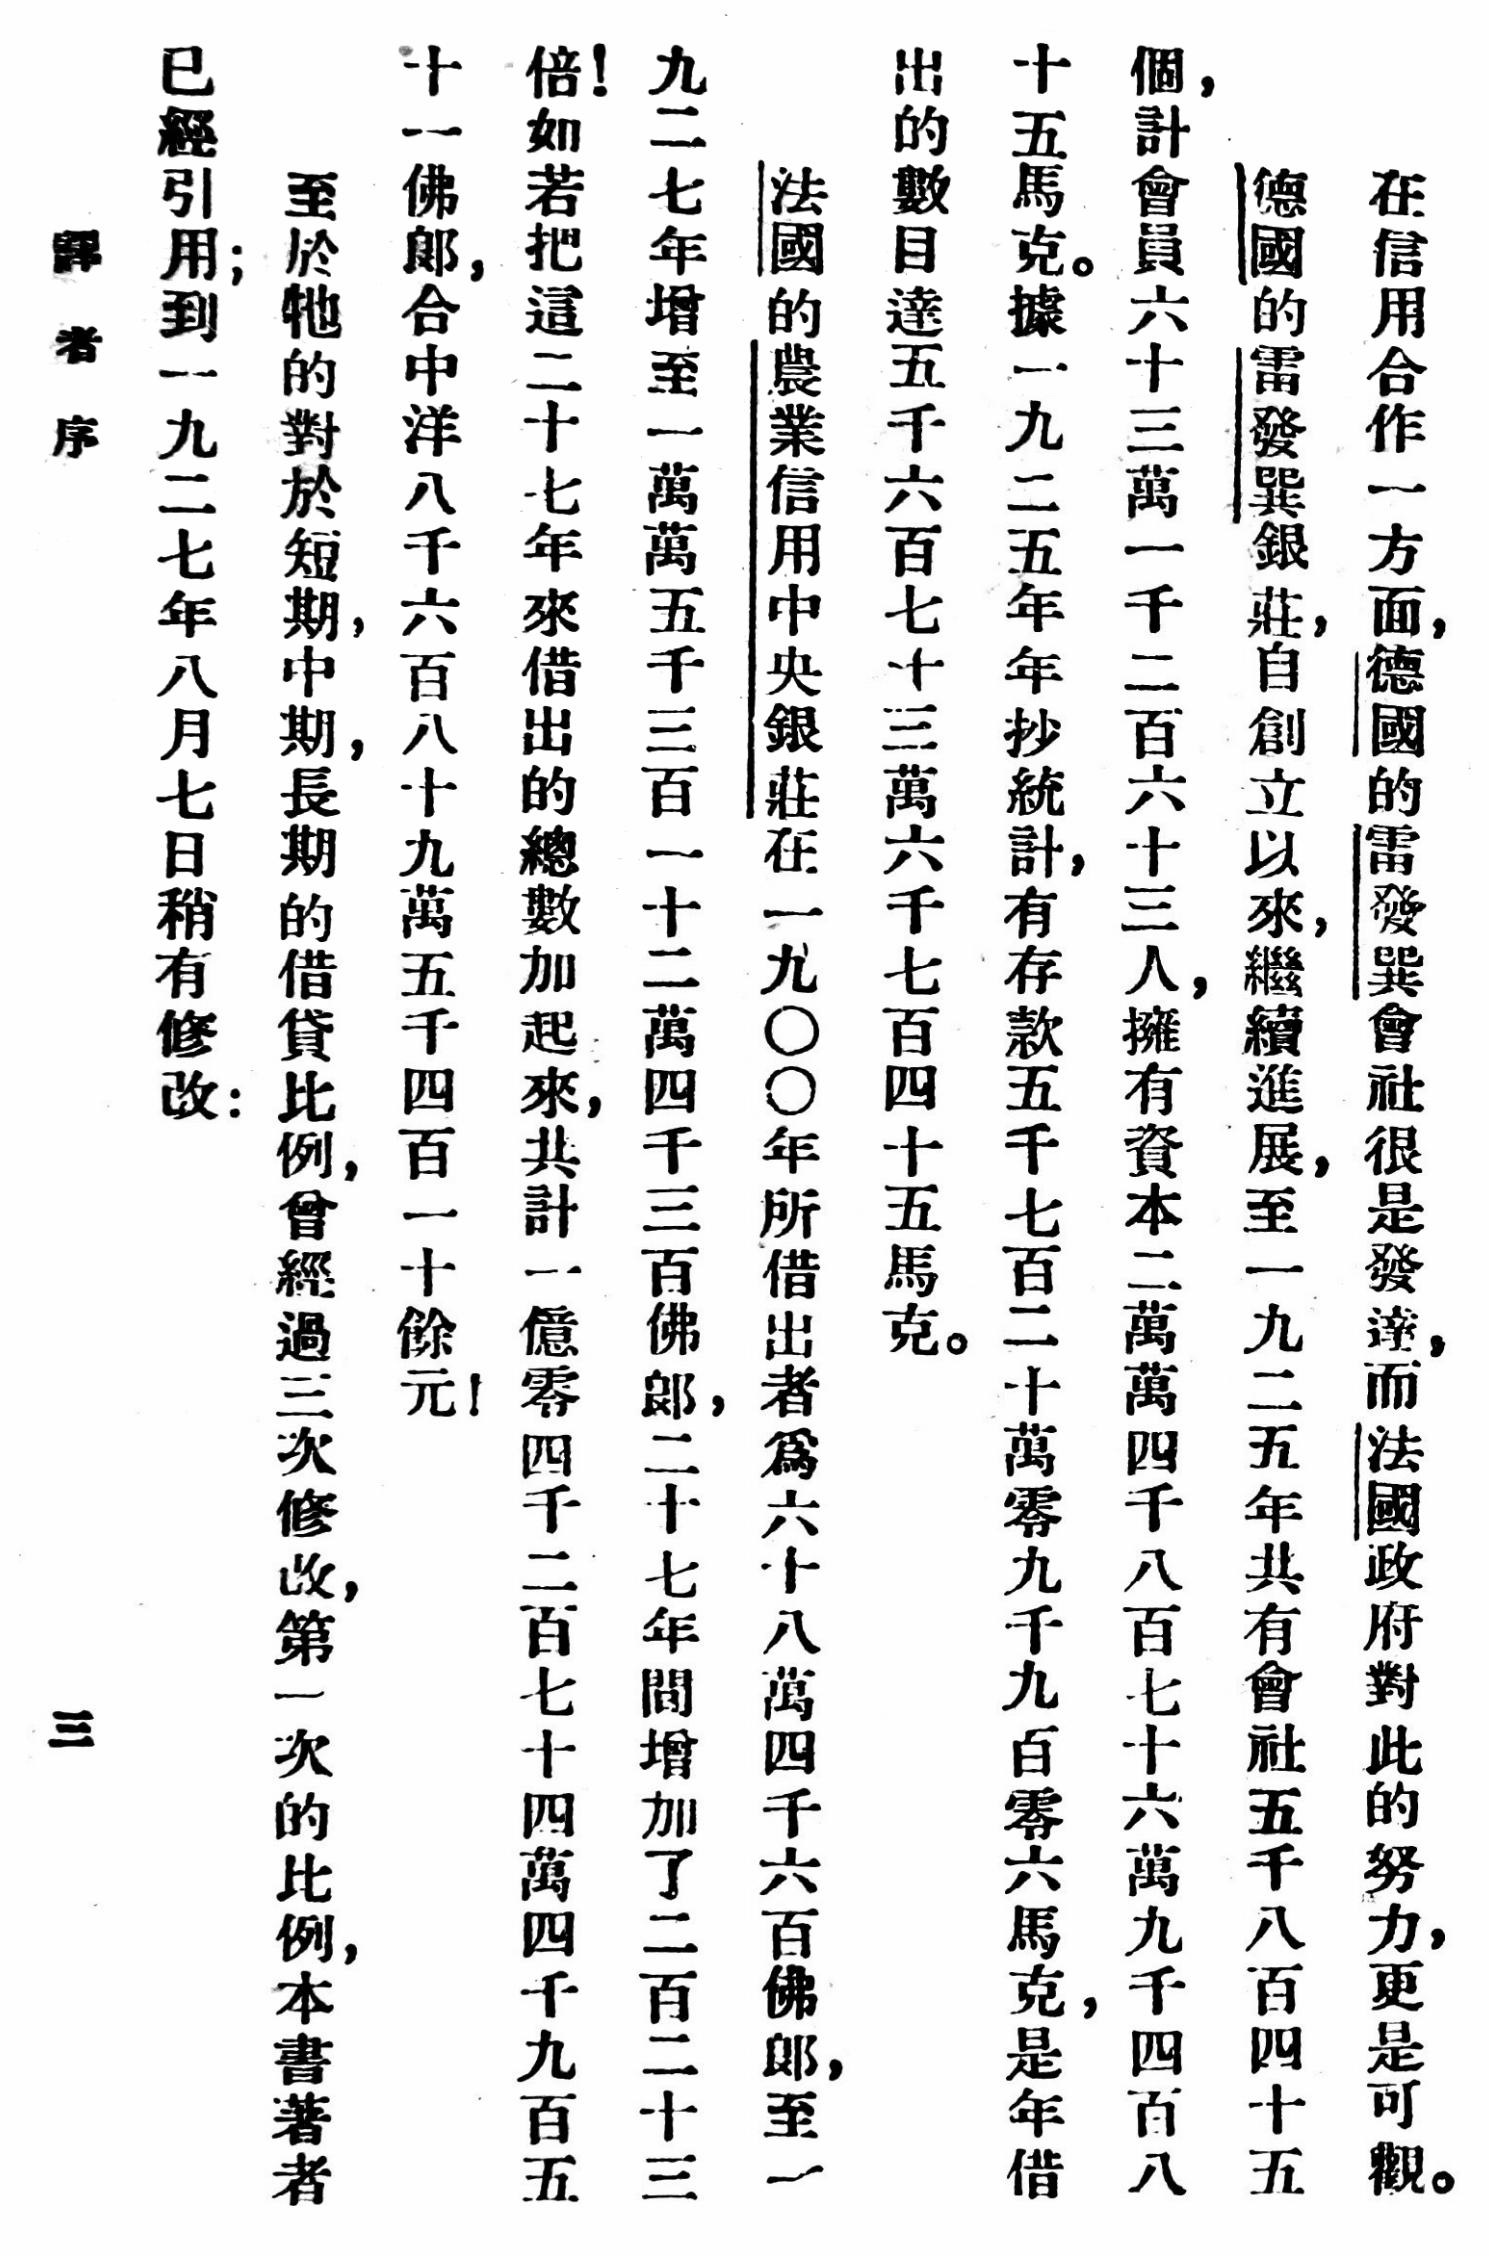 在信用合作一方面，德國的雷發巽會社很是發達，而法國政府對此的努力，更是可觀。
德國的雷發巽銀莊，自創立以來，繼續進展，至一九二五年共有會社五千八百四十五
個，計會員六十三萬一千二百六十三人，擁有資本二萬萬四千八百七十六萬九千四百八
十五馬克。據一九二五年年抄統計，有存款五千七百二十萬零九千九百零六馬克，是年借
出的數目達五千六百七十三萬六千七百四十五馬克。
法國的農業信用中央銀莊在一九〇〇年所借出者爲六十八萬四千六百佛郎，至一
九二七年增至一萬萬五千三百一十二萬四千三百佛郎，二十七年間增加了二百二十三
倍！如若把這二十七年來借出的總數加起來，共計一億零四千二百七十四萬四千九百五
十一佛郎，合中洋八千六百八十九萬五千四百一十餘元！
至於牠的對於短期，中期，長期的借貸比例，曾經過三次修改，第一次的比例，本書著者
已經引用；到一九二七年八月七日稍有修改：
譯者序
三